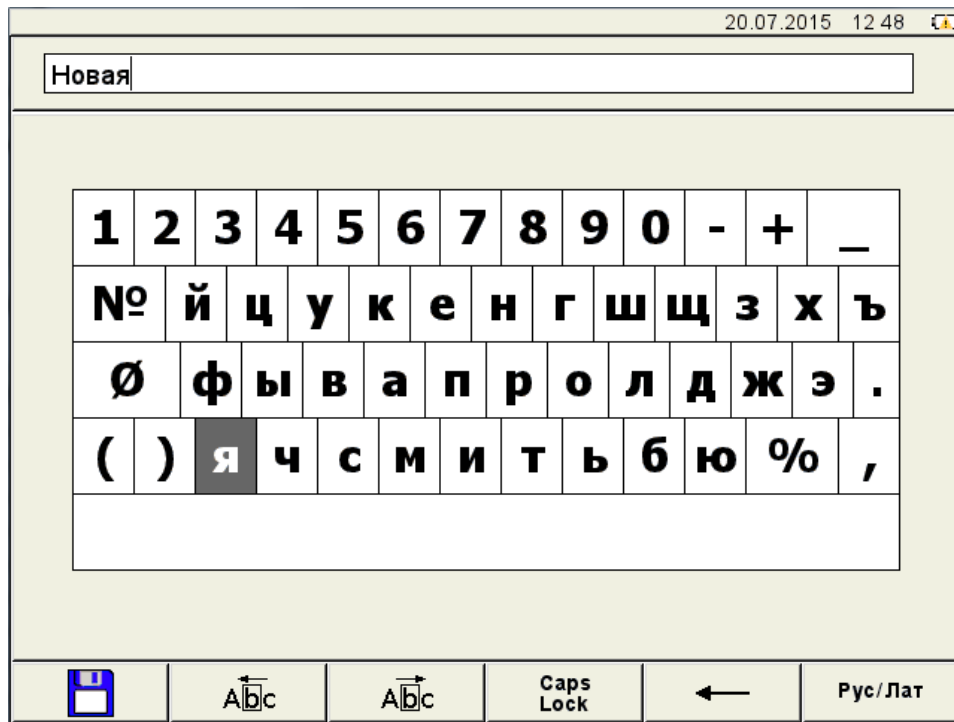 20.07.2015 12 48
Новая
1 2 3 4 5 6 7 8 9 0 - + _
№ й ц у к е н г ш щ з х ъ
Ø ф ы в а п р о л д ж э .
( ) я ч с м и т ь б ю % ,
Abc Abc Caps Lock Рус/Лат